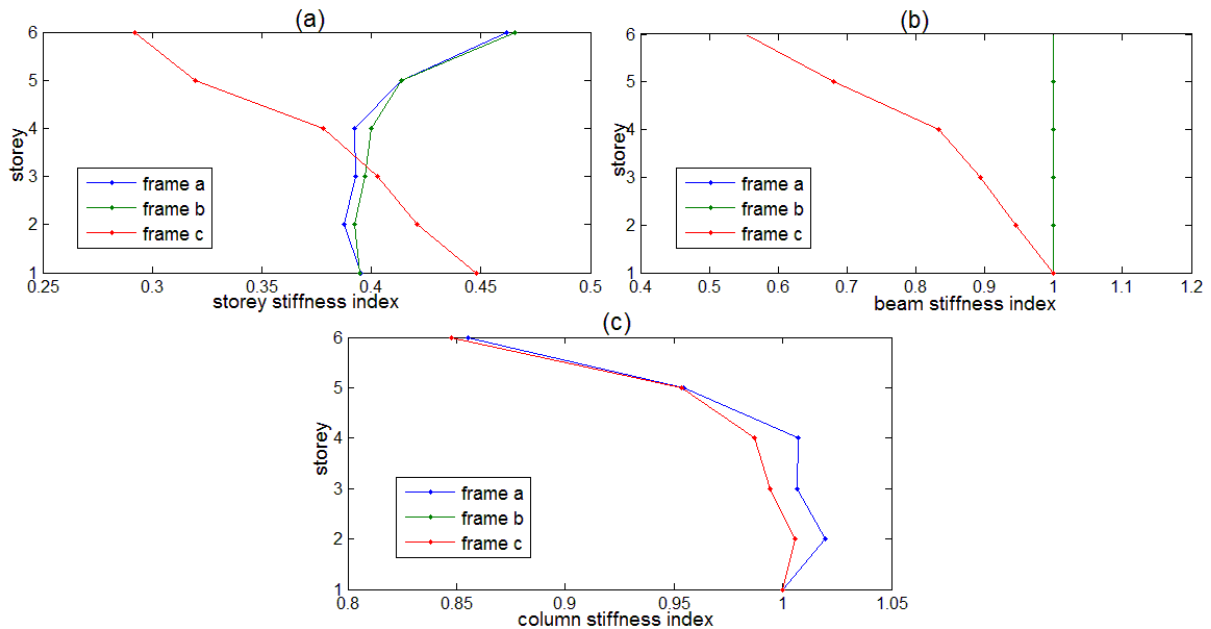 (a)
6
5
4
3
2
1
storey
frame a
frame b
frame c
0.25 0.3 0.35 0.4 0.45 0.5
storey stiffness index
(b)
6
5
4
3
2
1
storey
frame a
frame b
frame c
0.4 0.5 0.6 0.7 0.8 0.9 1 1.1 1.2
beam stiffness index
(c)
6
5
4
3
2
1
storey
frame a
frame b
frame c
0.8 0.85 0.9 0.95 1 1.05
column stiffness index